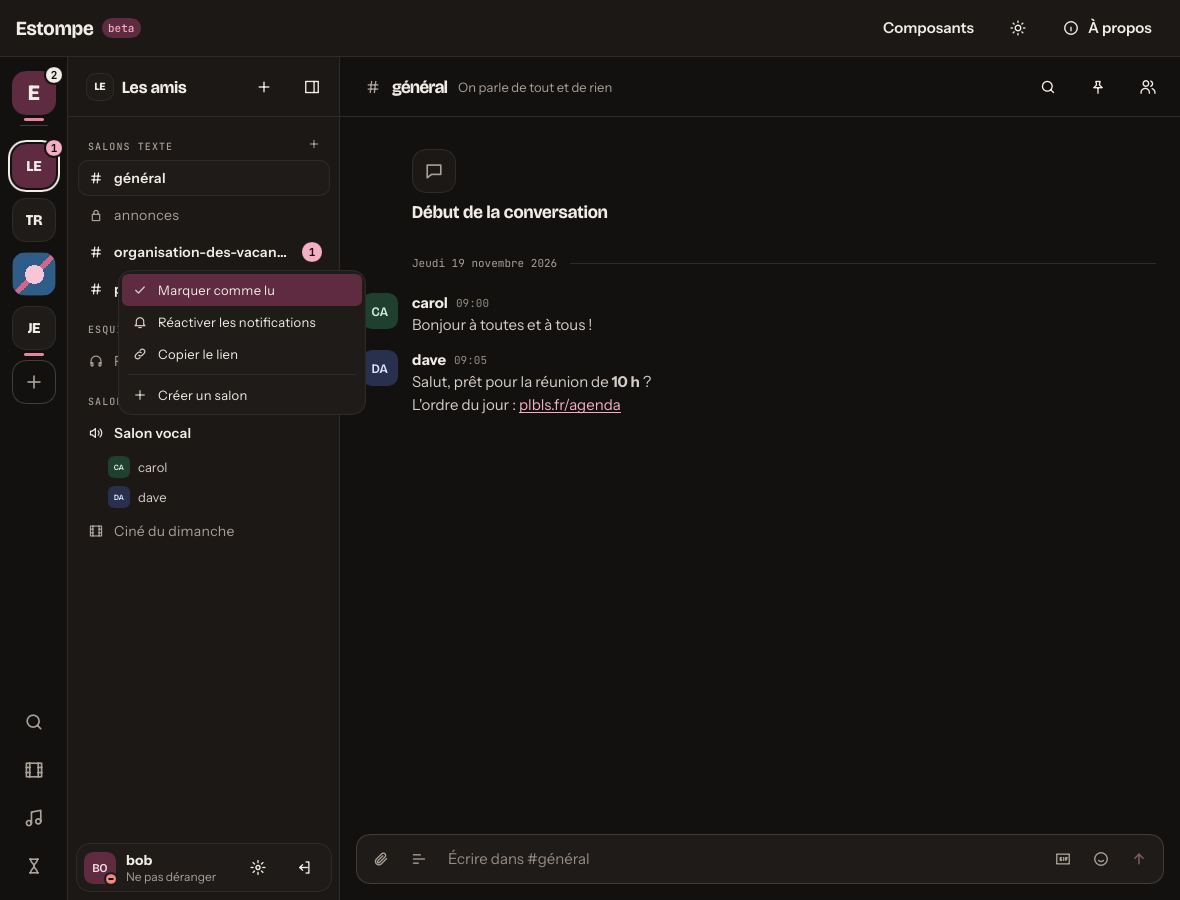 Estompe beta
Composants
À propos
E 2
LE 1
TR
JE
LE Les amis
SALONS TEXTE
# général
annonces
# organisation-des-vacan... 1
#
Marquer comme lu
Réactiver les notifications
Copier le lien
Créer un salon
Salon vocal
CA carol
DA dave
Ciné du dimanche
BO bob
Ne pas déranger
# général On parle de tout et de rien
Début de la conversation
Jeudi 19 novembre 2026
CA carol 09:00
Bonjour à toutes et à tous !
DA dave 09:05
Salut, prêt pour la réunion de 10 h ?
L'ordre du jour : plbls.fr/agenda
Écrire dans #général
GIF